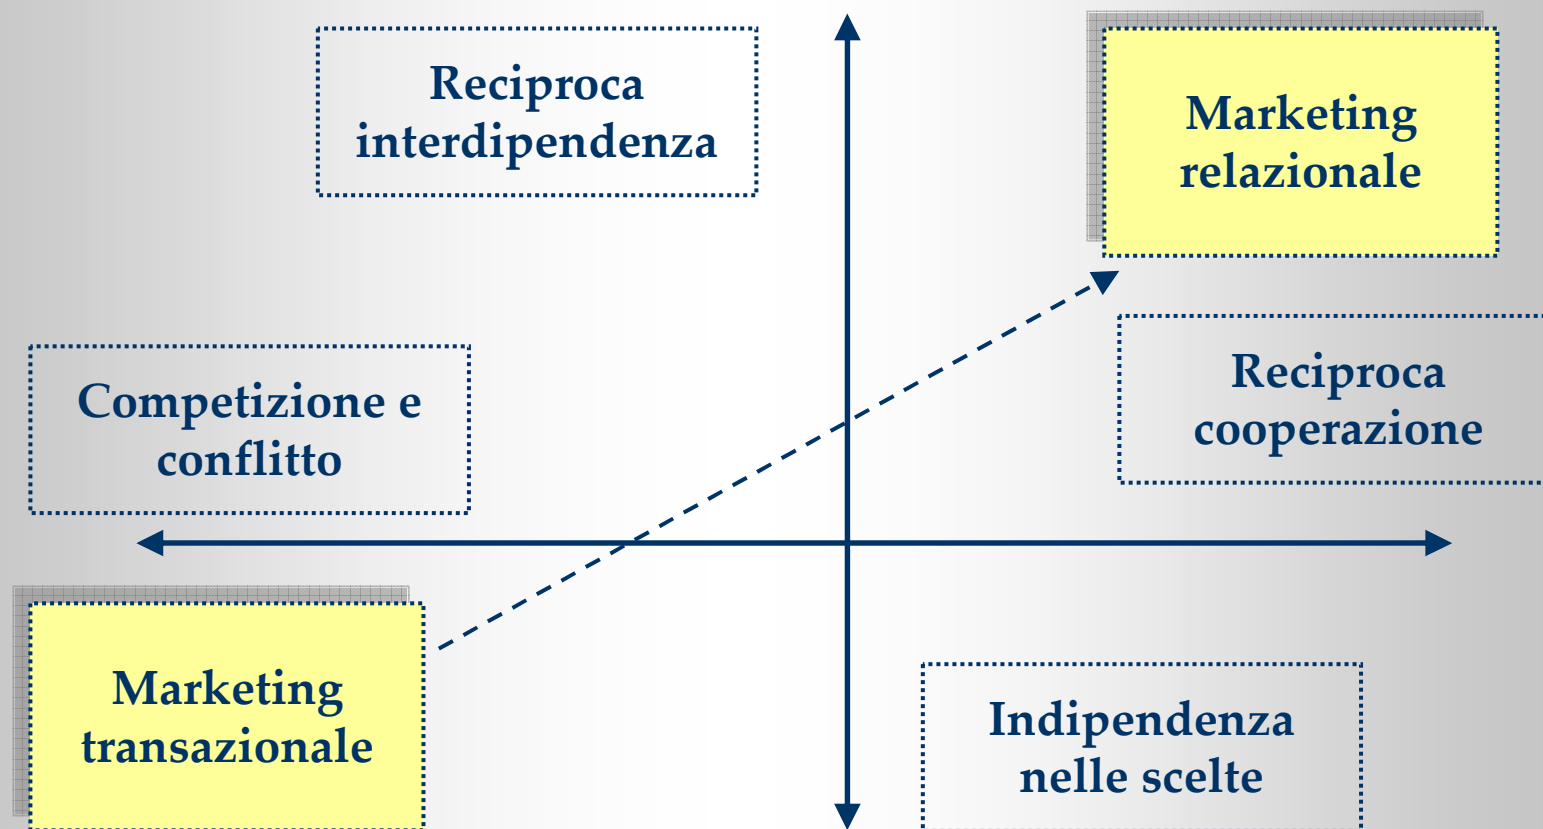 Reciproca
interdipendenza
Marketing
relazionale
Competizione e
conflitto
Reciproca
cooperazione
Marketing
transazionale
Indipendenza
nelle scelte